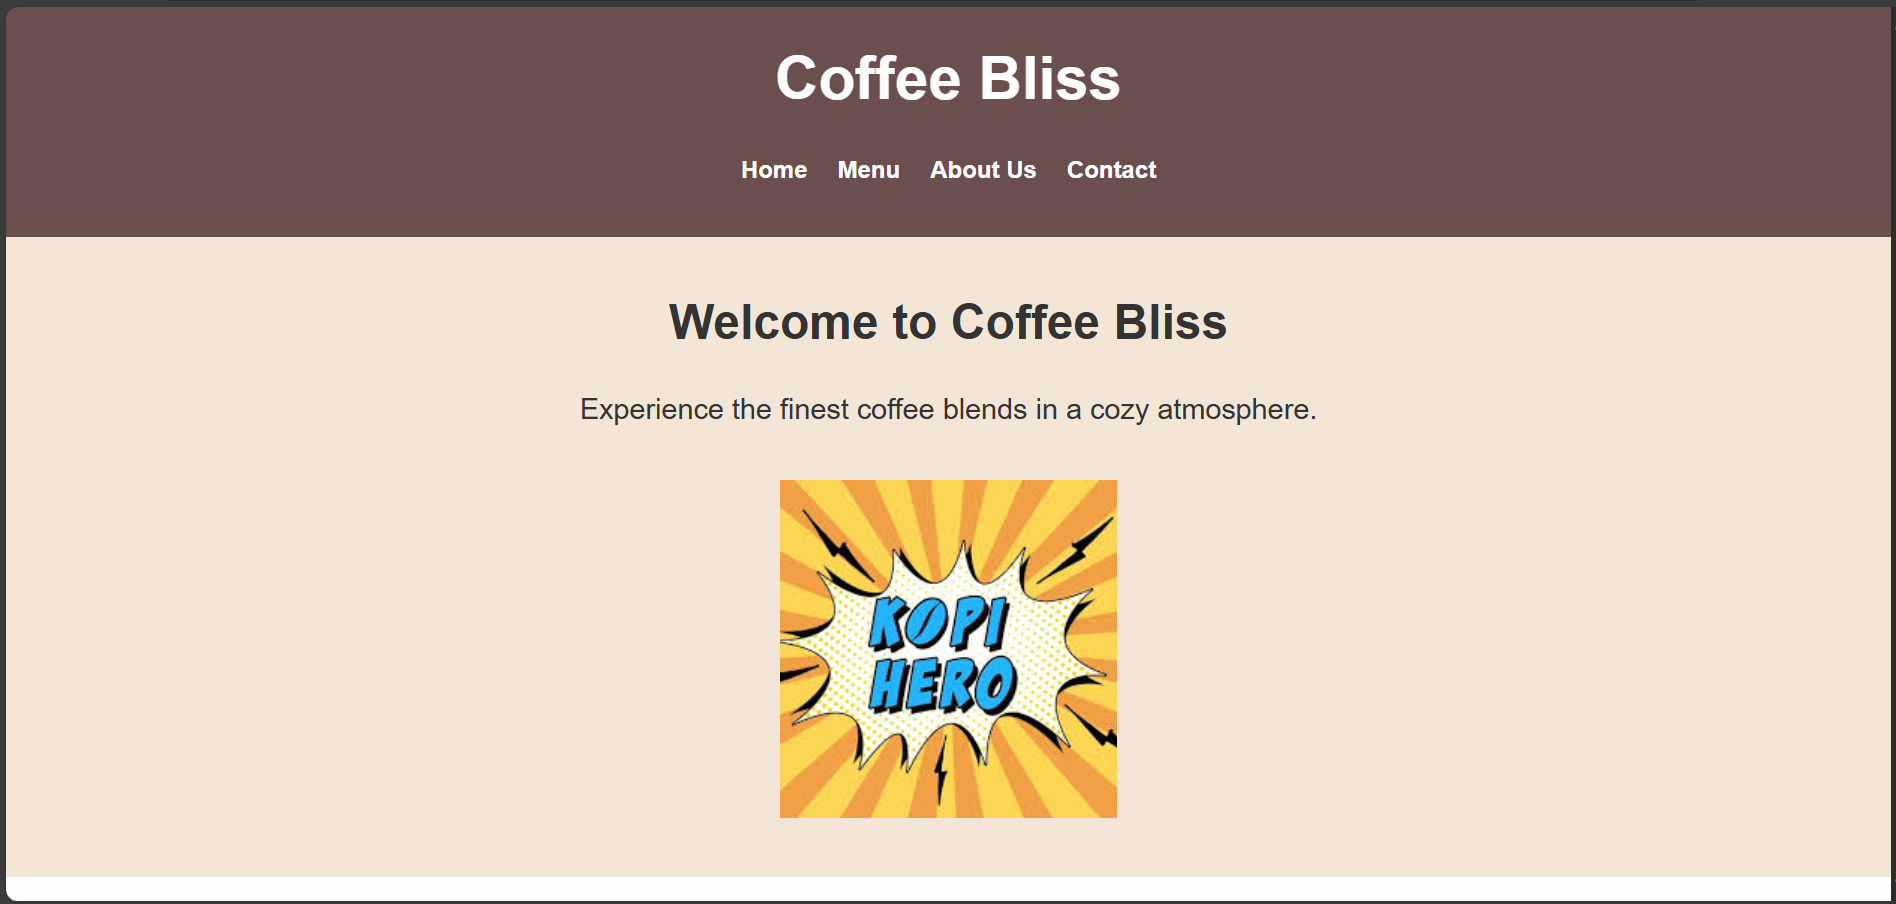 Coffee Bliss
Home Menu About Us Contact
Welcome to Coffee Bliss
Experience the finest coffee blends in a cozy atmosphere.
KOPI
HERO